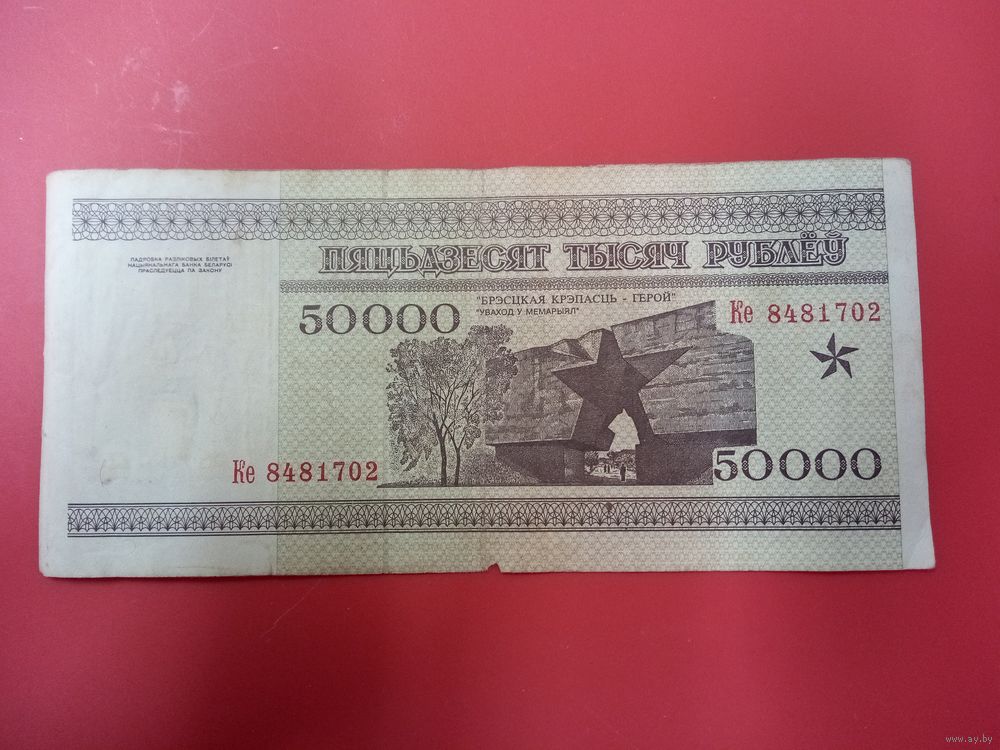 ПАДРОБКА РАЗЛІКОВЫХ БІЛЕТАЎ
НАЦЫЯНАЛЬНАГА БАНКА БЕЛАРУСІ
ПРАСЛЕДУЕЦЦА ПА ЗАКОНУ
ПЯЦЬДЗЕСЯТ ТЫСЯЧ РУБЛЁЎ
50000
"БРЭСЦКАЯ КРЭПАСЦЬ - ГЕРОЙ"
"УВАХОД У МЕМАРЫЯЛ"
Ке 8481702
Ке 8481702
50000
www.ay.by